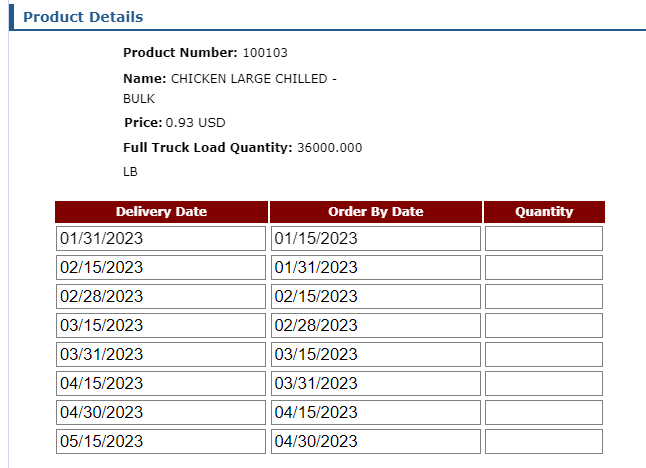 Product Details
Product Number: 100103
Name: CHICKEN LARGE CHILLED -
BULK
Price: 0.93 USD
Full Truck Load Quantity: 36000.000
LB
Delivery Date Order By Date Quantity
01/31/2023 01/15/2023
02/15/2023 01/31/2023
02/28/2023 02/15/2023
03/15/2023 02/28/2023
03/31/2023 03/15/2023
04/15/2023 03/31/2023
04/30/2023 04/15/2023
05/15/2023 04/30/2023